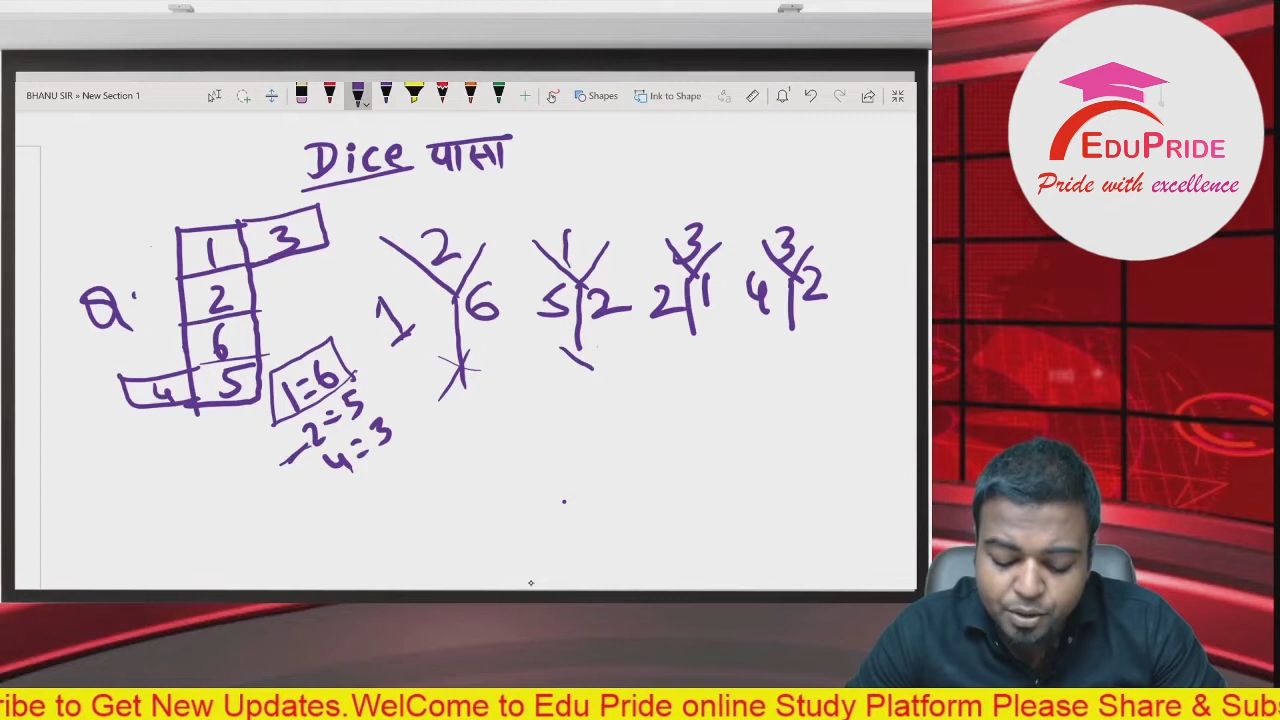 BHANU SIR » New Section 1
Shapes
Ink to Shape
Dice पासा
1 3
2
6
4 5
Q.
1=6
2=5
4=3
2
1 6
1
5 2
3
2 1
3
4 2
EDUPRIDE
Pride with excellence
ribe to Get New Updates.WelCome to Edu Pride online Study Platform Please Share & Sub